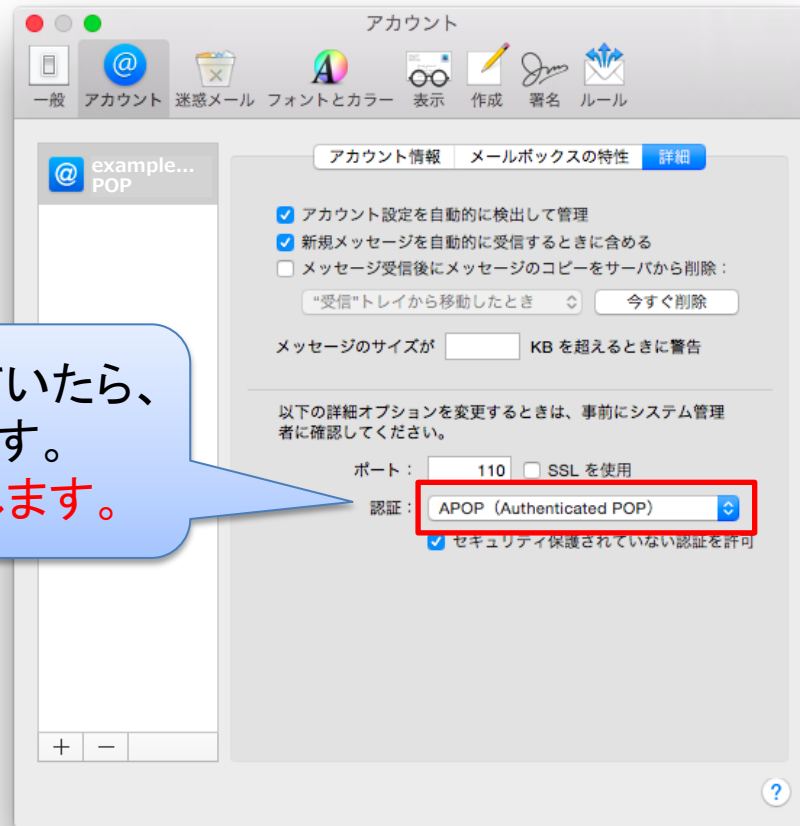 アカウント
一般 アカウント 迷惑メール フォントとカラー 表示 作成 署名 ルール
example...
POP
アカウント情報 メールボックスの特性 詳細
アカウント設定を自動的に検出して管理
新規メッセージを自動的に受信するときに含める
メッセージ受信後にメッセージのコピーをサーバから削除：
“受信”トレイから移動したとき 今すぐ削除
メッセージのサイズが KB を超えるときに警告
いたら、
す。
します。
以下の詳細オプションを変更するときは、事前にシステム管理
者に確認してください。
ポート： 110 SSL を使用
認証： APOP（Authenticated POP）
セキュリティ保護されていない認証を許可
+ −
?